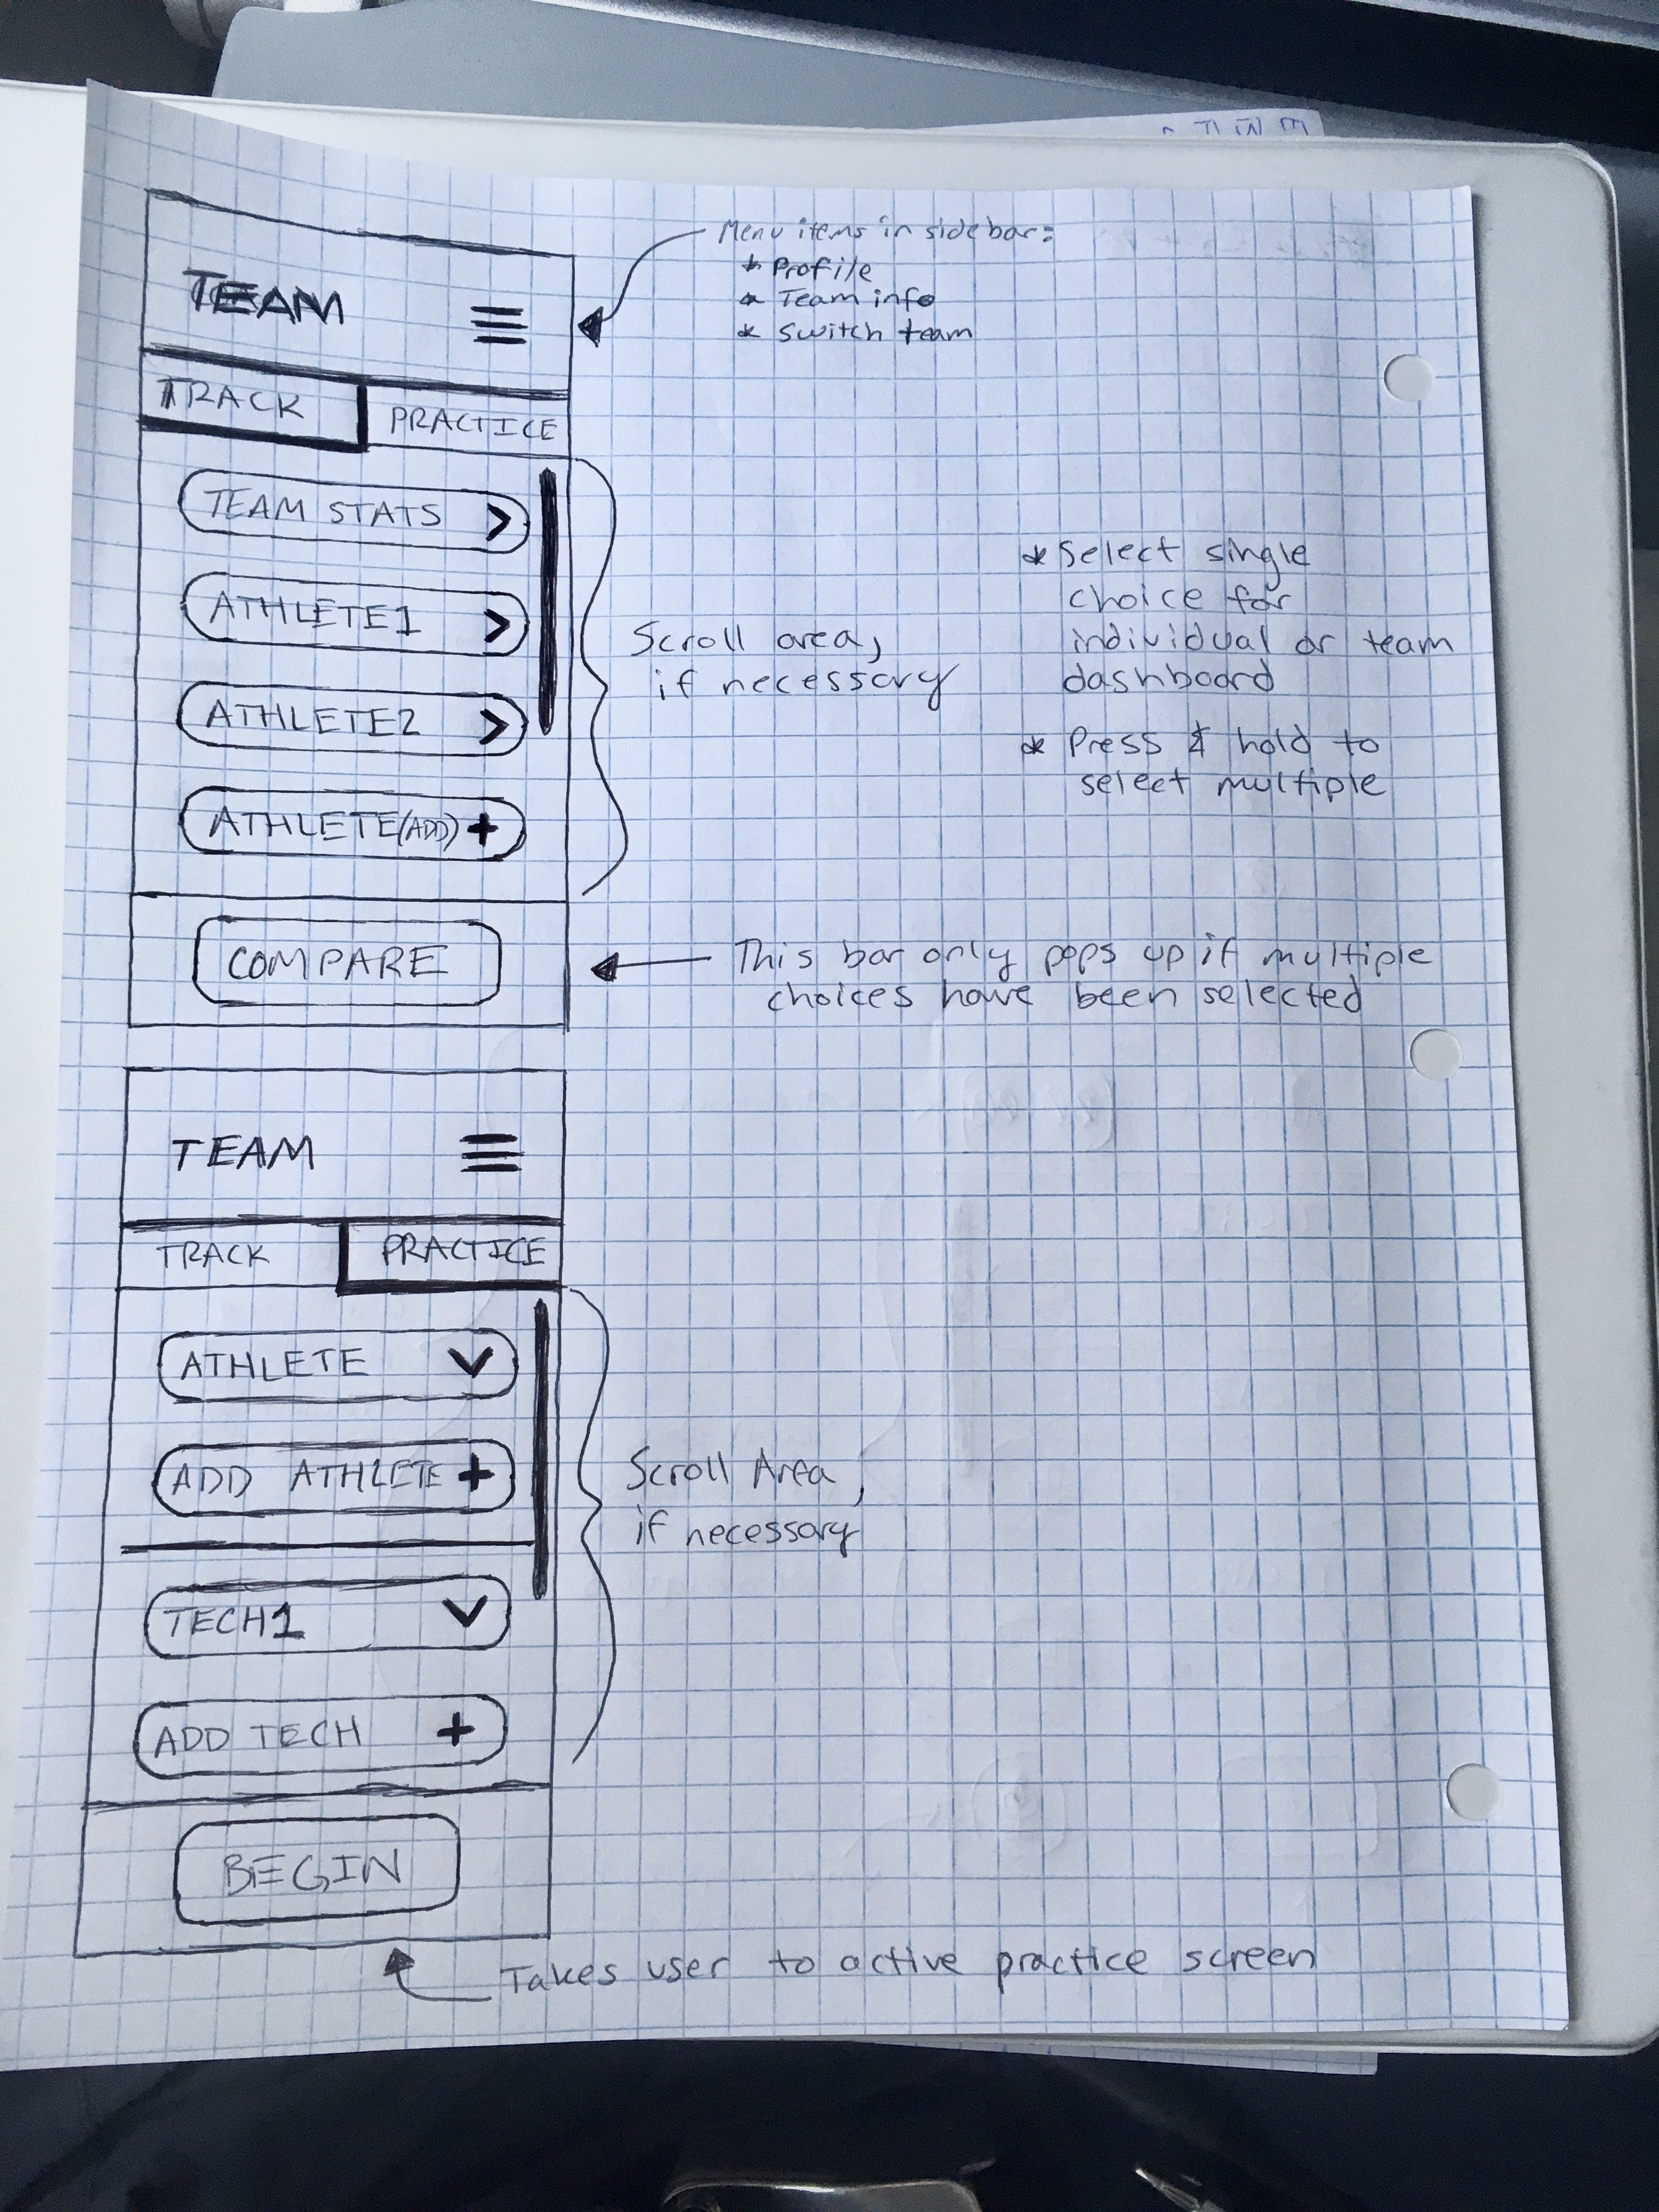 TEAM
Menu items in sidebar:
* Profile
* Team info
* Switch team
TRACK
PRACTICE
TEAM STATS >
ATHLETE1 >
ATHLETE2 >
ATHLETE(ADD) +
Scroll area,
if necessary
* Select single
choice for
individual or team
dashboard
* Press & hold to
select multiple
COMPARE
This bar only pops up if multiple
choices have been selected
TEAM
TRACK
PRACTICE
ATHLETE
ADD ATHLETE +
TECH1
ADD TECH +
Scroll Area,
if necessary
BEGIN
Takes user to active practice screen